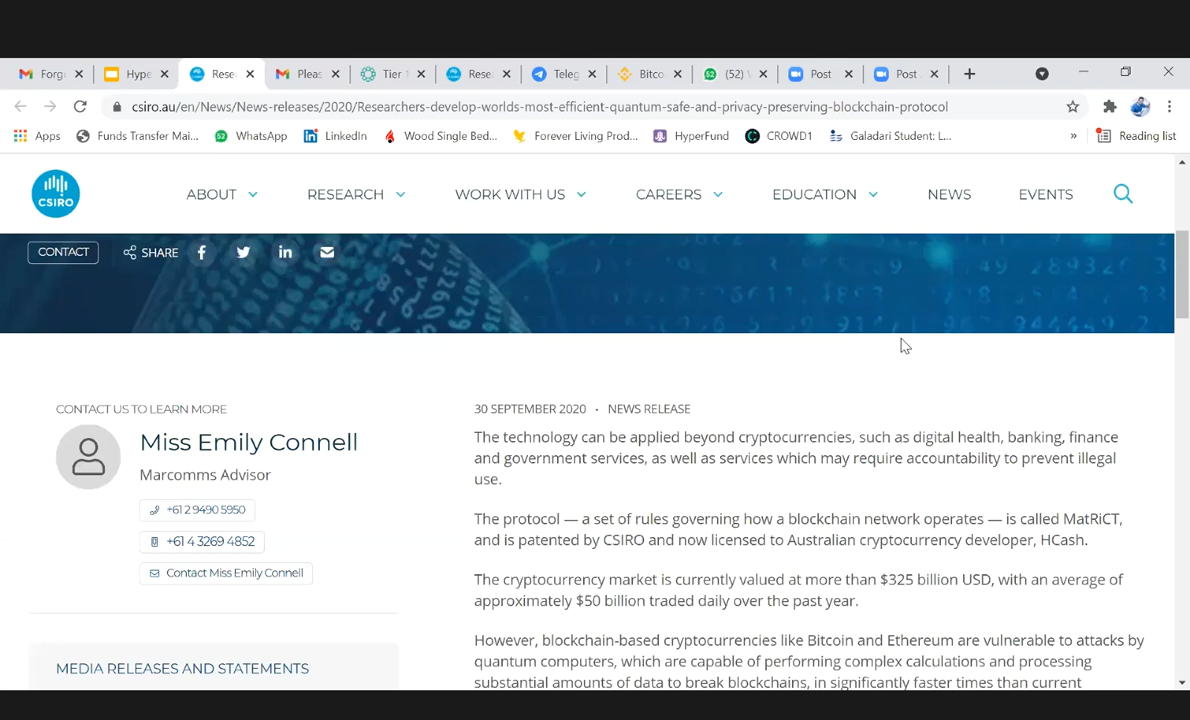 Forg
Hype
Rese
Pleas
Tier 1
Rese
Teleg
Bitco
(52)
Post
Post
csiro.au/en/News/News-releases/2020/Researchers-develop-worlds-most-efficient-quantum-safe-and-privacy-preserving-blockchain-protocol
Apps
Funds Transfer Mai...
52
WhatsApp
LinkedIn
Wood Single Bed...
Forever Living Prod...
HyperFund
CROWD1
Galadari Student: L...
»
Reading list
CSIRO
ABOUT
RESEARCH
WORK WITH US
CAREERS
EDUCATION
NEWS
EVENTS
CONTACT
SHARE
CONTACT US TO LEARN MORE
Miss Emily Connell
Marcomms Advisor
+61 2 9490 5950
+61 4 3269 4852
Contact Miss Emily Connell
MEDIA RELEASES AND STATEMENTS
30 SEPTEMBER 2020 · NEWS RELEASE
The technology can be applied beyond cryptocurrencies, such as digital health, banking, finance
and government services, as well as services which may require accountability to prevent illegal
use.
The protocol — a set of rules governing how a blockchain network operates — is called MatRiCT,
and is patented by CSIRO and now licensed to Australian cryptocurrency developer, HCash.
The cryptocurrency market is currently valued at more than $325 billion USD, with an average of
approximately $50 billion traded daily over the past year.
However, blockchain-based cryptocurrencies like Bitcoin and Ethereum are vulnerable to attacks by
quantum computers, which are capable of performing complex calculations and processing
substantial amounts of data to break blockchains, in significantly faster times than current